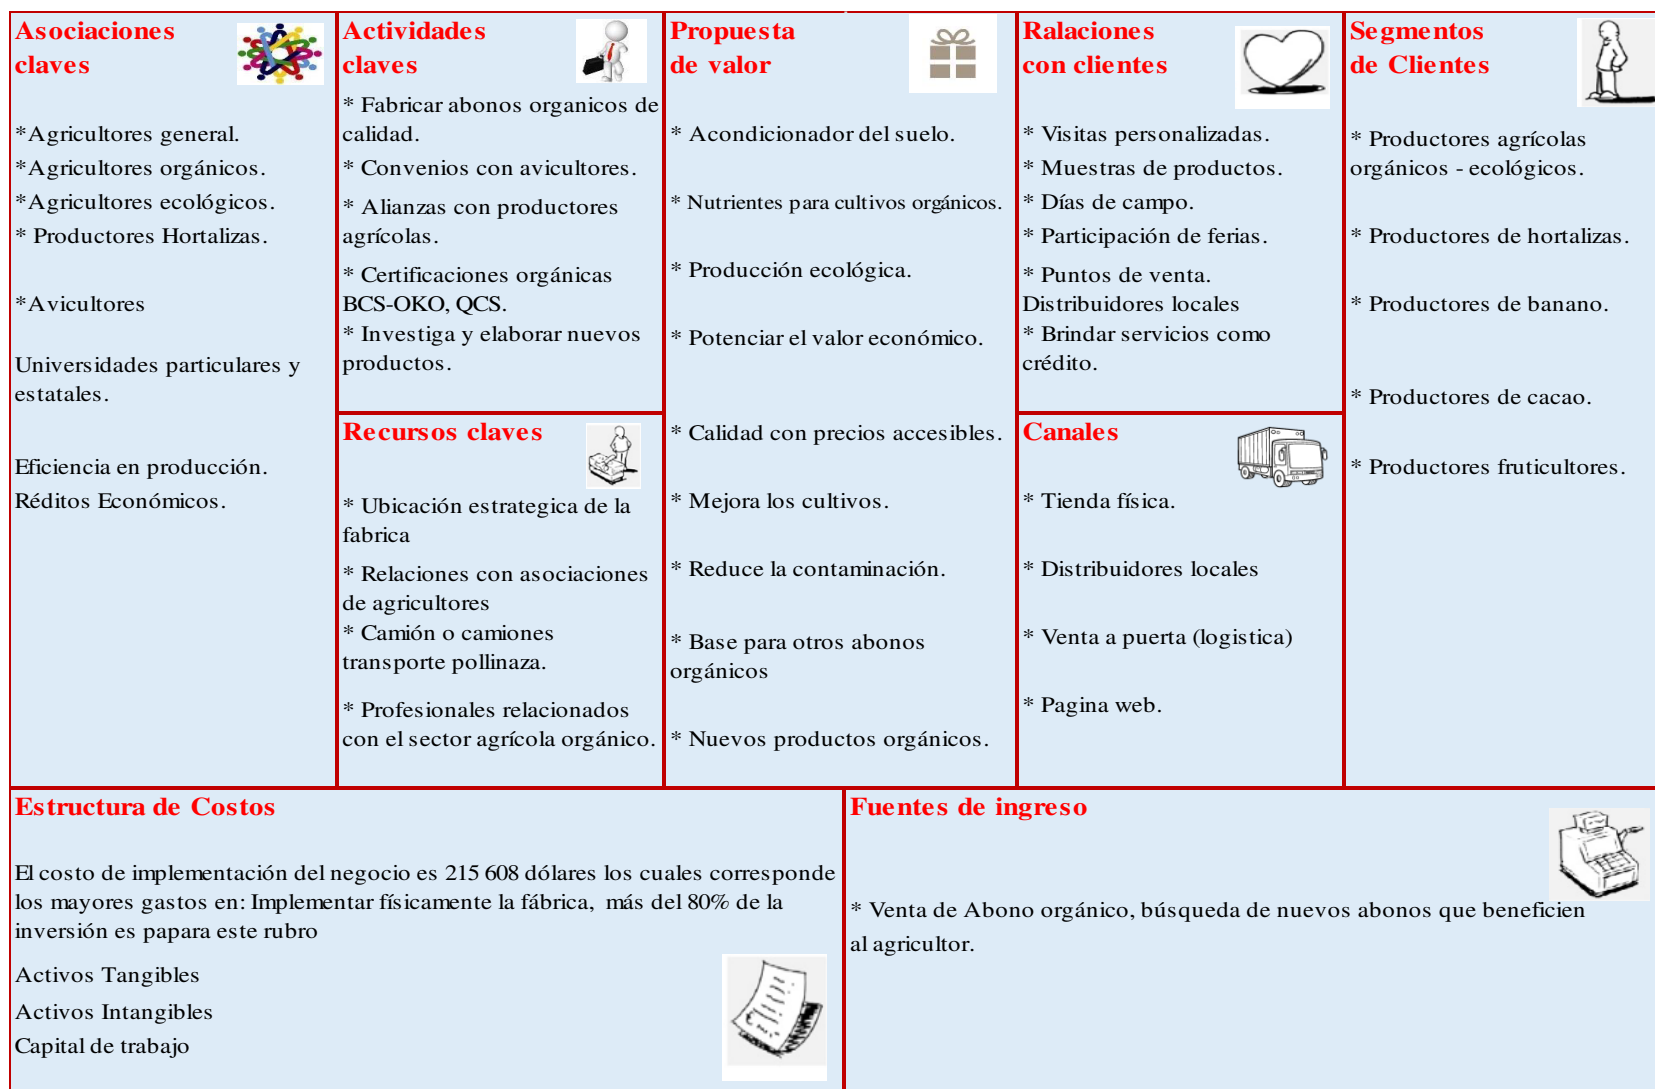 Asociaciones
claves
*Agricultores general.
*Agricultores orgánicos.
*Agricultores ecológicos.
* Productores Hortalizas.
*Avicultores
Universidades particulares y
estatales.
Eficiencia en producción.
Réditos Económicos.
Actividades
claves
* Fabricar abonos organicos de
calidad.
* Convenios con avicultores.
* Alianzas con productores
agrícolas.
* Certificaciones orgánicas
BCS-OKO, QCS.
* Investiga y elaborar nuevos
productos.
Recursos claves
* Ubicación estrategica de la
fabrica
* Relaciones con asociaciones
de agricultores
* Camión o camiones
transporte pollinaza.
* Profesionales relacionados
con el sector agrícola orgánico.
Propuesta
de valor
* Acondicionador del suelo.
* Nutrientes para cultivos orgánicos.
* Producción ecológica.
* Potenciar el valor económico.
* Calidad con precios accesibles.
* Mejora los cultivos.
* Reduce la contaminación.
* Base para otros abonos
orgánicos
* Nuevos productos orgánicos.
Ralaciones
con clientes
* Visitas personalizadas.
* Muestras de productos.
* Días de campo.
* Participación de ferias.
* Puntos de venta.
Distribuidores locales
* Brindar servicios como
crédito.
Canales
* Tienda física.
* Distribuidores locales
* Venta a puerta (logistica)
* Pagina web.
Segmentos
de Clientes
* Productores agrícolas
orgánicos - ecológicos.
* Productores de hortalizas.
* Productores de banano.
* Productores de cacao.
* Productores fruticultores.
Estructura de Costos
El costo de implementación del negocio es 215 608 dólares los cuales corresponde
los mayores gastos en: Implementar físicamente la fábrica, más del 80% de la
inversión es papara este rubro
Activos Tangibles
Activos Intangibles
Capital de trabajo
Fuentes de ingreso
* Venta de Abono orgánico, búsqueda de nuevos abonos que beneficien
al agricultor.